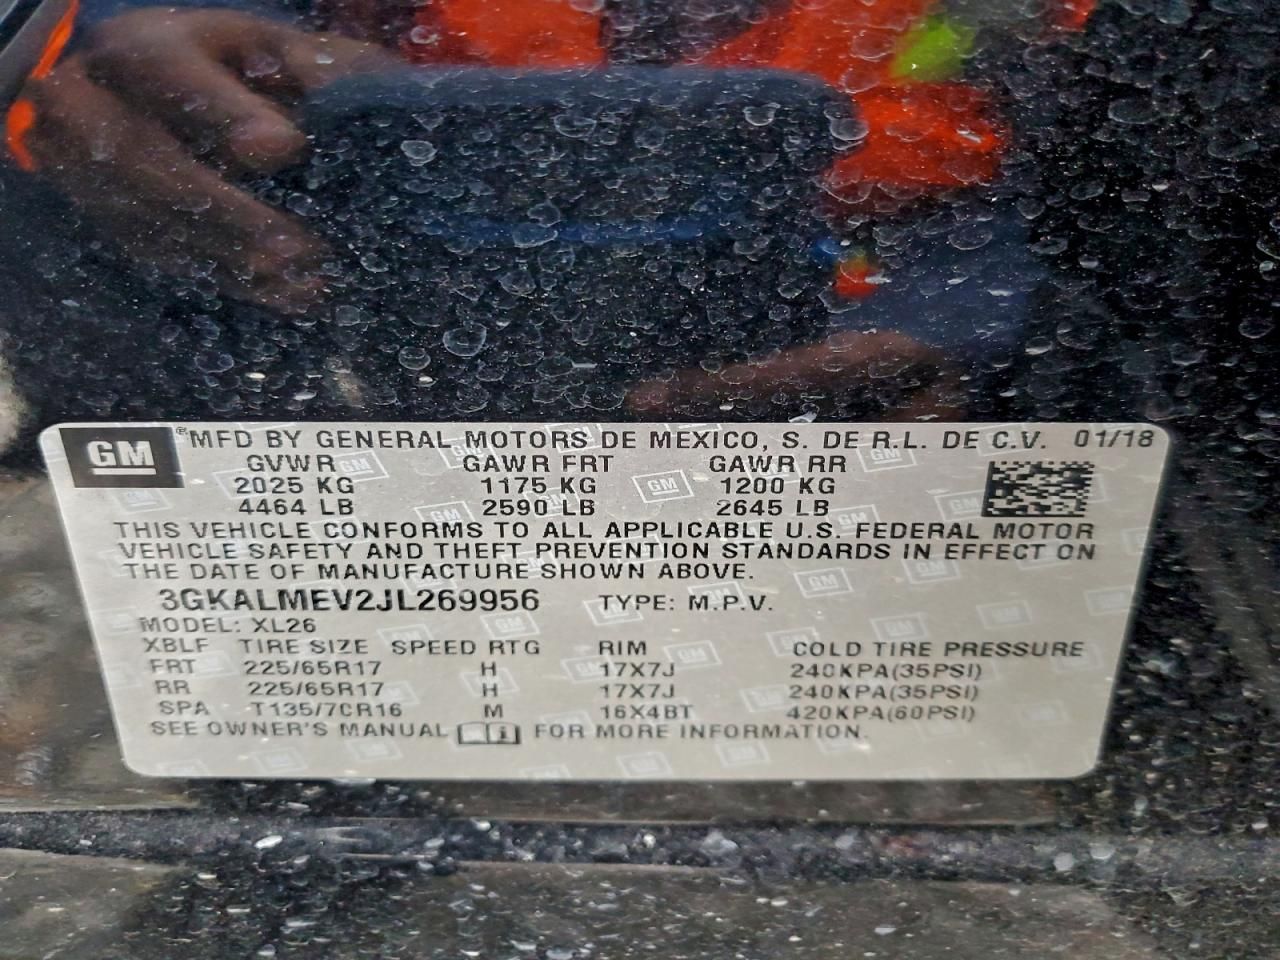 GM ® MFD BY GENERAL MOTORS DE MEXICO, S. DE R.L. DE C.V. 01/18
GVWR GAWR FRT GAWR RR
2025 KG 1175 KG 1200 KG
4464 LB 2590 LB 2645 LB
THIS VEHICLE CONFORMS TO ALL APPLICABLE U.S. FEDERAL MOTOR
VEHICLE SAFETY AND THEFT PREVENTION STANDARDS IN EFFECT ON
THE DATE OF MANUFACTURE SHOWN ABOVE.
3GKALMEV2JL269956 TYPE: M.P.V.
MODEL: XL26
XBLF TIRE SIZE SPEED RTG RIM COLD TIRE PRESSURE
FRT 225/65R17 H 17X7J 240KPA(35PSI)
RR 225/65R17 H 17X7J 240KPA(35PSI)
SPA T135/70R16 M 16X4BT 420KPA(60PSI)
SEE OWNER'S MANUAL i FOR MORE INFORMATION.